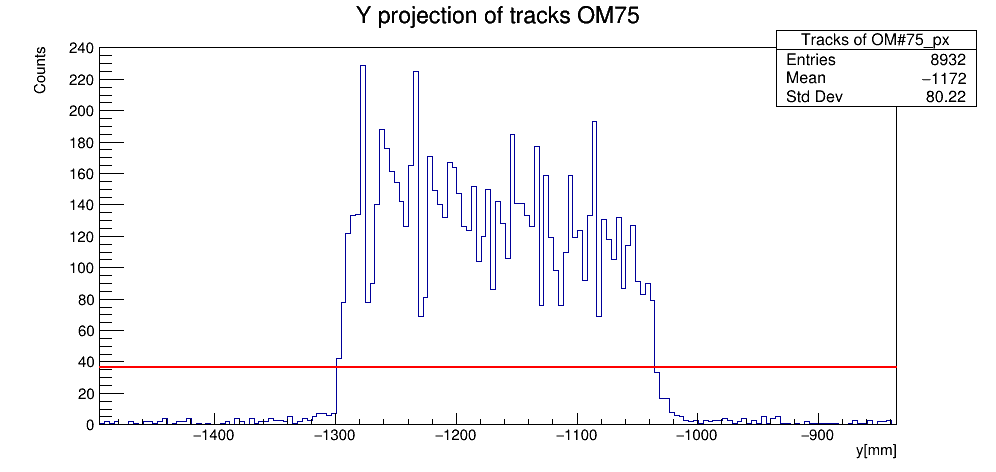 Y projection of tracks OM75
Tracks of OM#75_px
Entries 8932
Mean −1172
Std Dev 80.22
Counts
240
220
200
180
160
140
120
100
80
60
40
20
0
−1400 −1300 −1200 −1100 −1000 −900
y[mm]